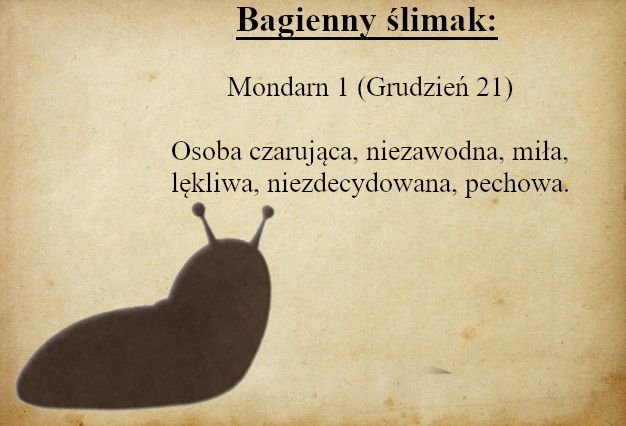 Bagienny ślimak:
Mondarn 1 (Grudzień 21)
Osoba czarująca, niezawodna, miła,
lękliwa, niezdecydowana, pechowa.